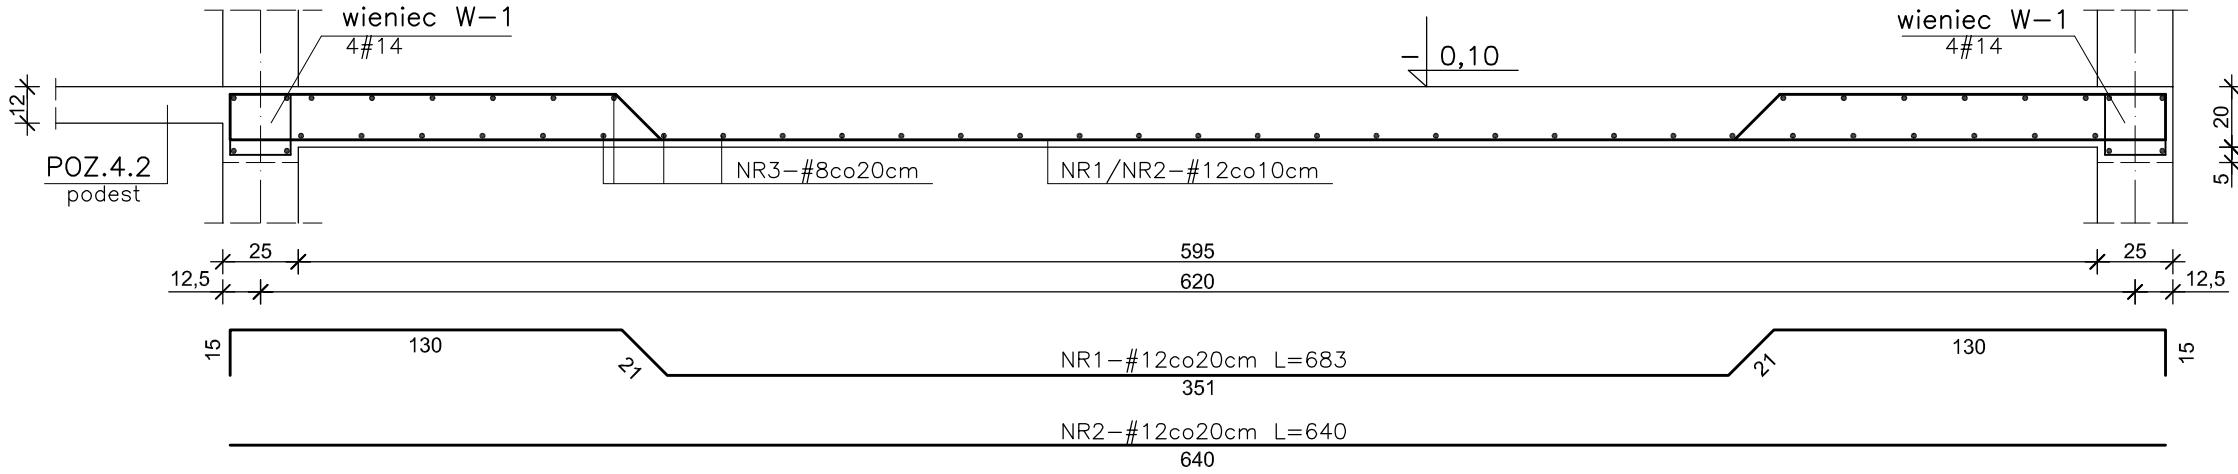 wieniec W-1
4#14
wieniec W-1
4#14
- 0,10
12
20
5
POZ.4.2
podest
NR3-#8co20cm
NR1/NR2-#12co10cm
25
595
25
12,5
620
12,5
15
130
21
NR1-#12co20cm L=683
351
21
130
15
NR2-#12co20cm L=640
640